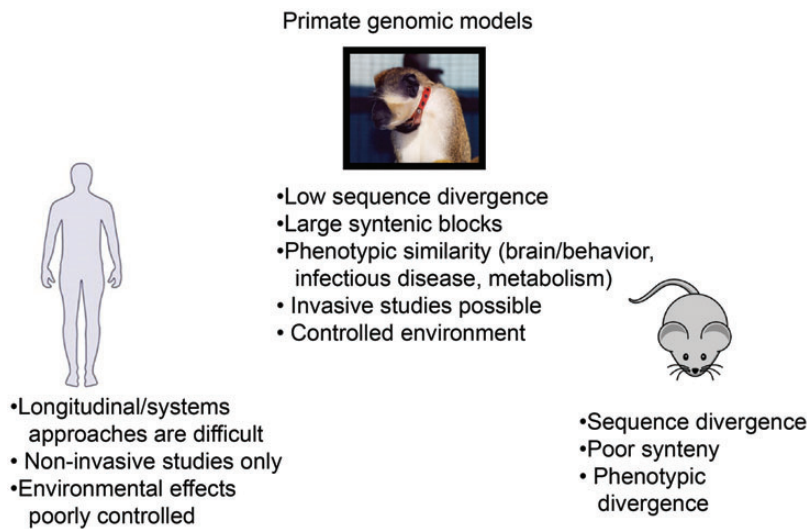 Primate genomic models
•Low sequence divergence
•Large syntenic blocks
•Phenotypic similarity (brain/behavior,
infectious disease, metabolism)
• Invasive studies possible
• Controlled environment
•Longitudinal/systems
approaches are difficult
• Non-invasive studies only
•Environmental effects
poorly controlled
•Sequence divergence
•Poor synteny
• Phenotypic
divergence